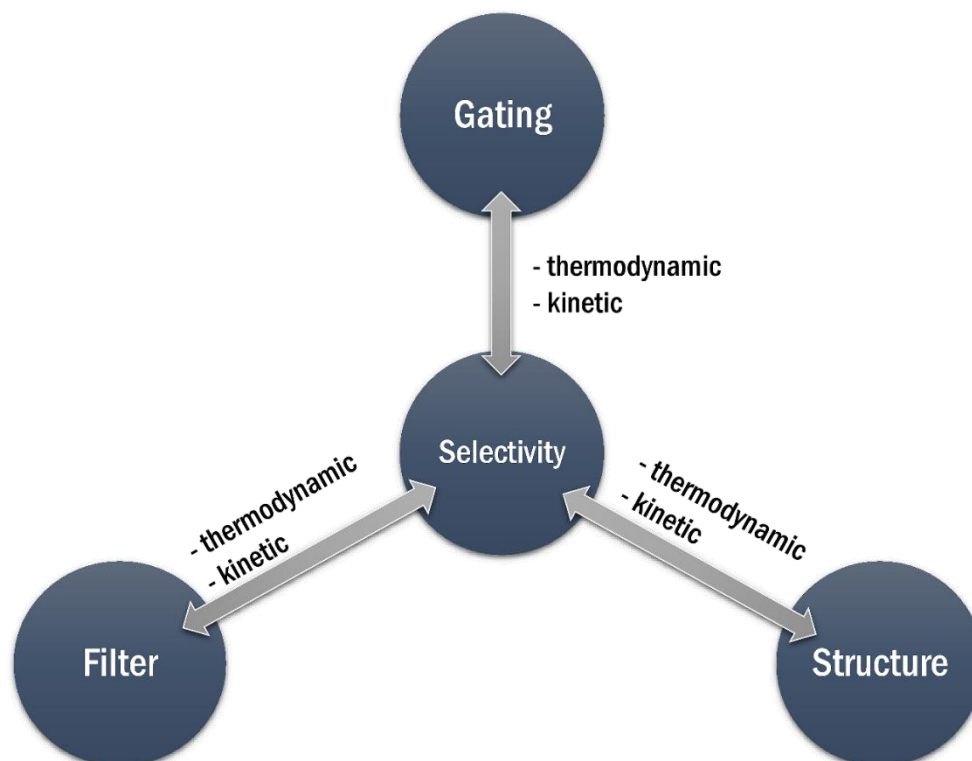 Gating
- thermodynamic
- kinetic
Selectivity
- thermodynamic
- kinetic
- thermodynamic
- kinetic
Filter
Structure